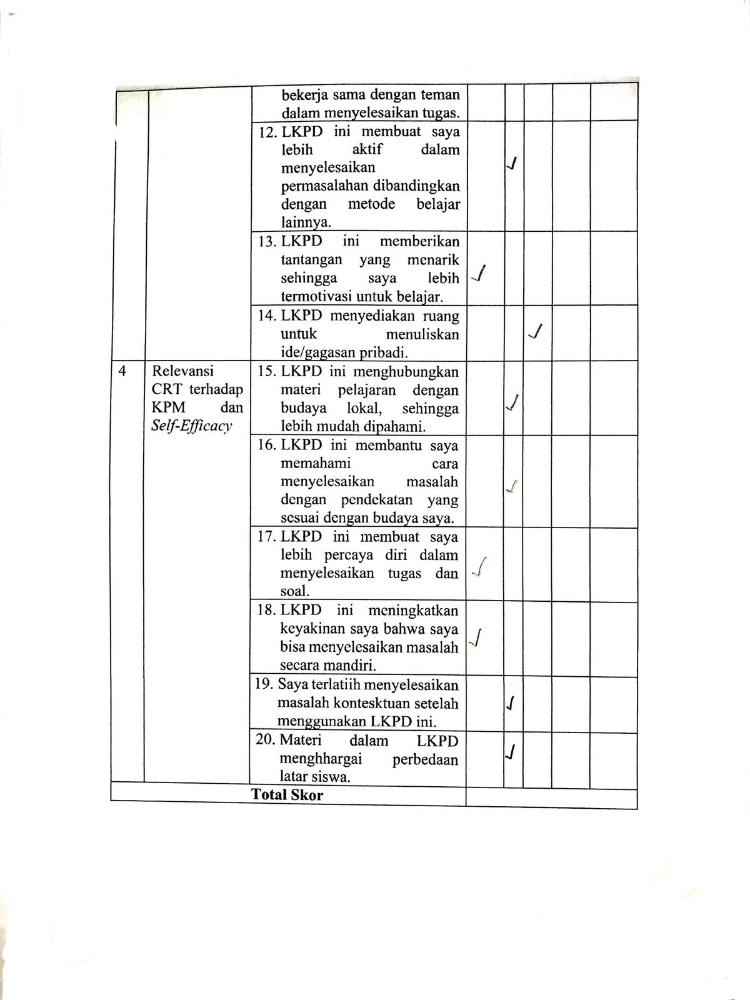 bekerja sama dengan teman
dalam menyelesaikan tugas.
12. LKPD ini membuat saya
lebih aktif dalam
menyelesaikan
permasalahan dibandingkan
dengan metode belajar
lainnya.
13. LKPD ini memberikan
tantangan yang menarik
sehingga saya lebih
termotivasi untuk belajar.
14. LKPD menyediakan ruang
untuk menuliskan
ide/gagasan pribadi.
4
Relevansi
CRT terhadap
KPM dan
Self-Efficacy
15. LKPD ini menghubungkan
materi pelajaran dengan
budaya lokal, sehingga
lebih mudah dipahami.
16. LKPD ini membantu saya
memahami cara
menyelesaikan masalah
dengan pendekatan yang
sesuai dengan budaya saya.
17. LKPD ini membuat saya
lebih percaya diri dalam
menyelesaikan tugas dan
soal.
18. LKPD ini meningkatkan
keyakinan saya bahwa saya
bisa menyelesaikan masalah
secara mandiri.
19. Saya terlatiih menyelesaikan
masalah kontesktuan setelah
menggunakan LKPD ini.
20. Materi dalam LKPD
menghhargai perbedaan
latar siswa.
Total Skor